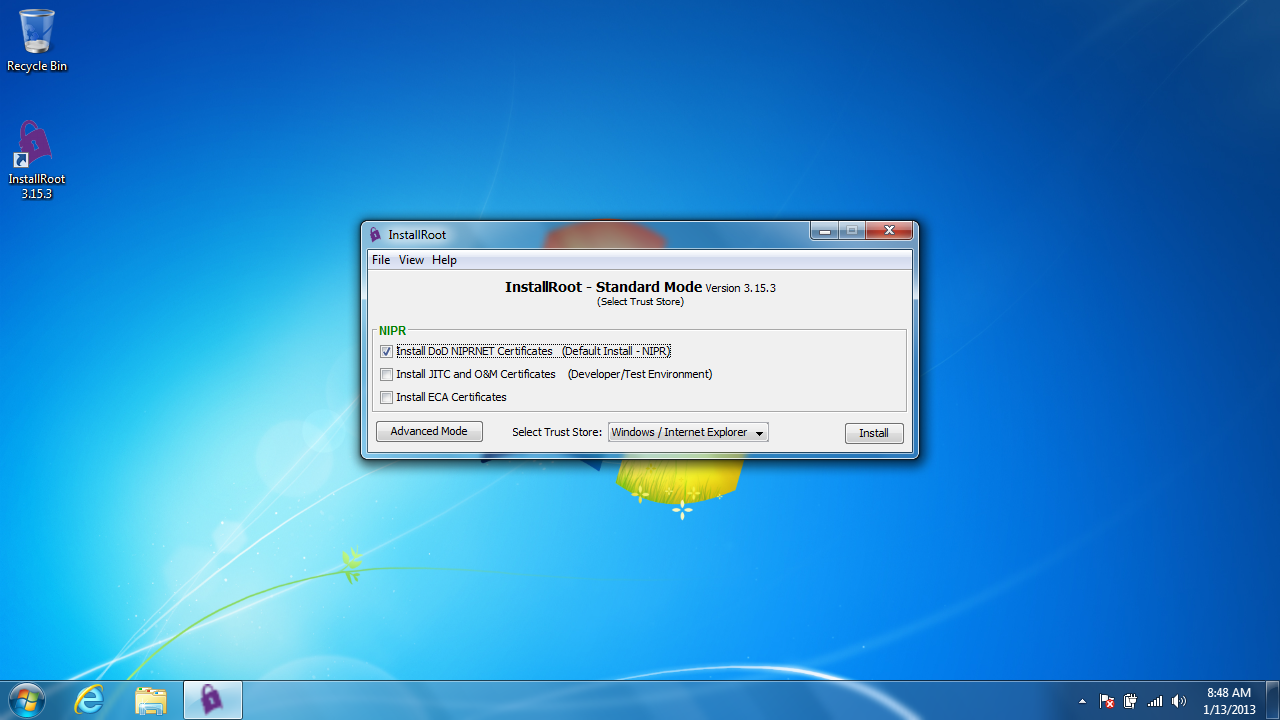 Recycle Bin
InstallRoot
3.15.3
InstallRoot
File View Help
InstallRoot - Standard Mode Version 3.15.3
(Select Trust Store)
NIPR
Install DoD NIPRNET Certificates (Default Install - NIPR)
Install JITC and O&M Certificates (Developer/Test Environment)
Install ECA Certificates
Advanced Mode Select Trust Store: Windows / Internet Explorer Install
8:48 AM
1/13/2013